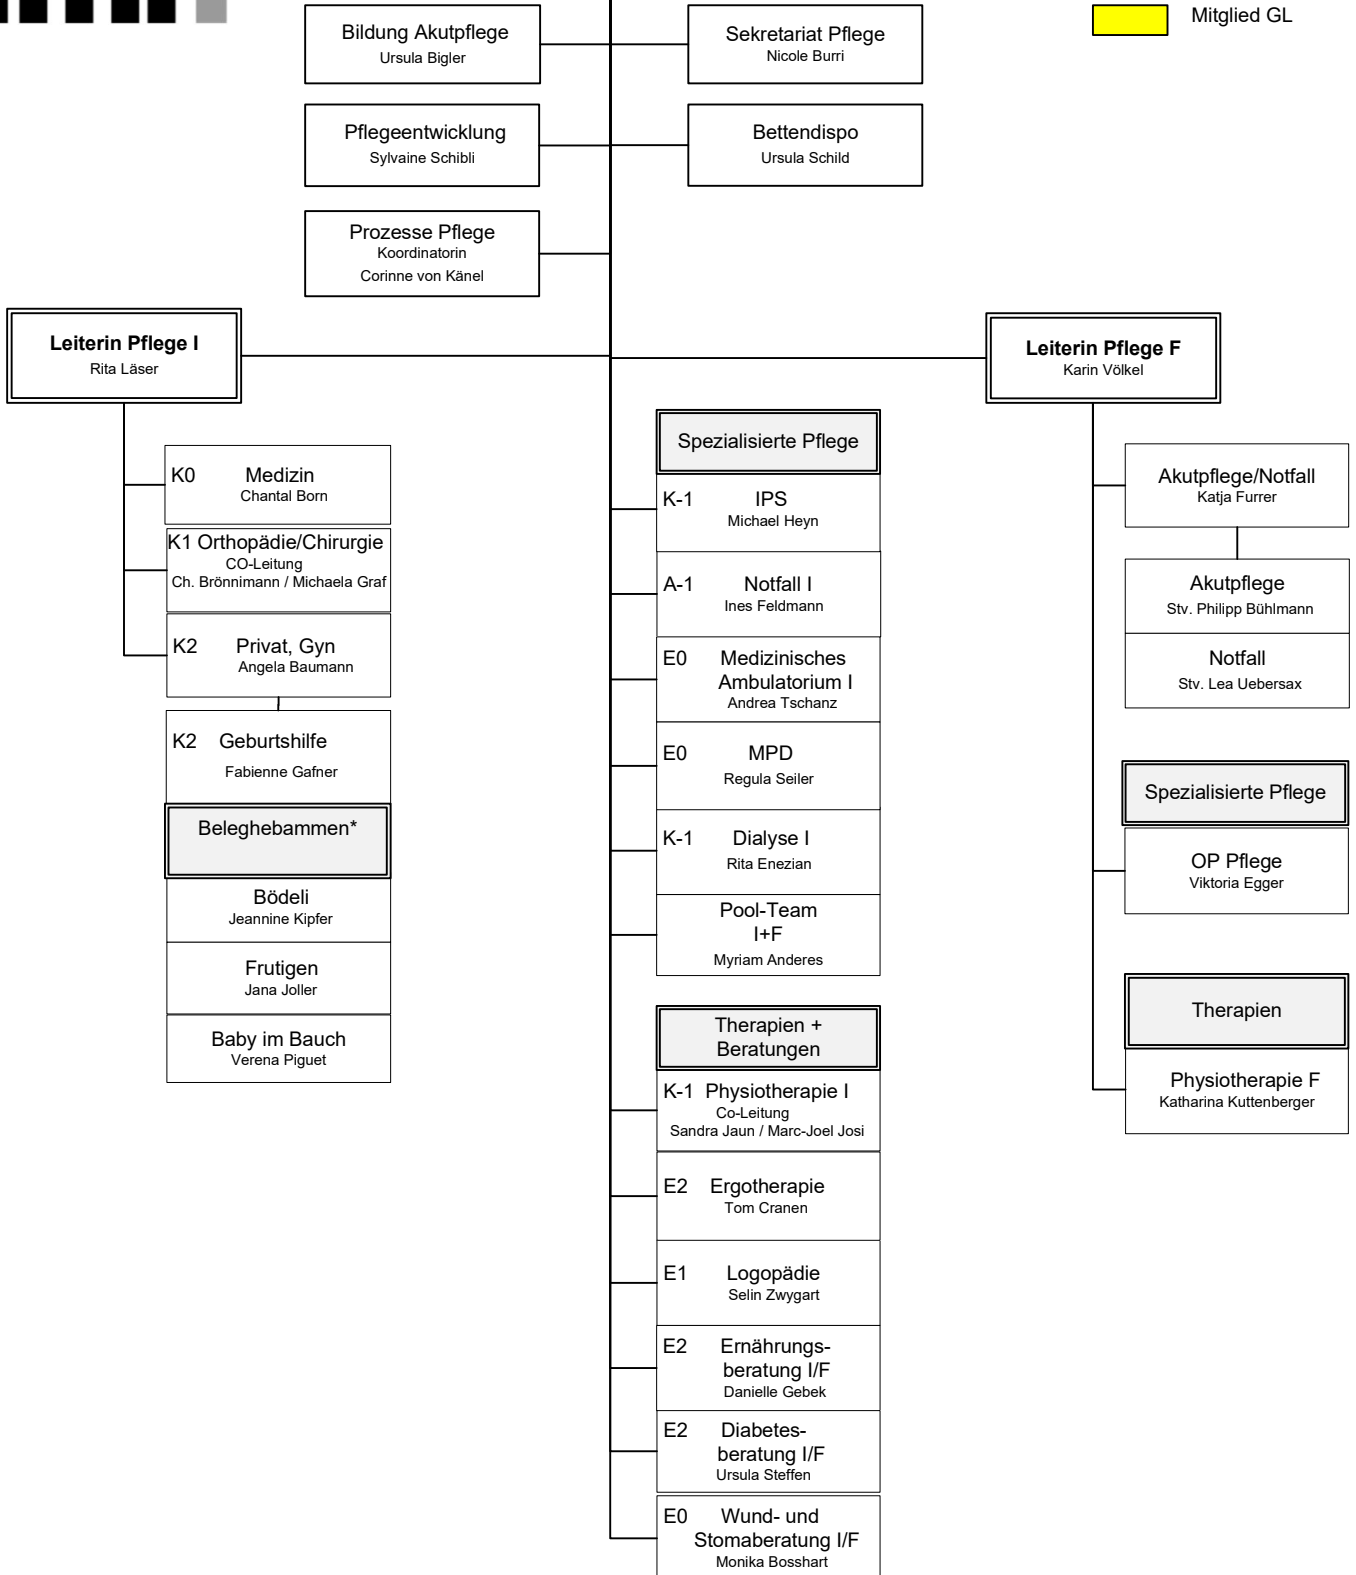 Mitglied GL
Bildung Akutpflege
Ursula Bigler
Sekretariat Pflege
Nicole Burri
Pflegeentwicklung
Sylvaine Schibli
Bettendispo
Ursula Schild
Prozesse Pflege
Koordinatorin
Corinne von Känel
Leiterin Pflege I
Rita Läser
K0 Medizin
Chantal Born
K1 Orthopädie/Chirurgie
CO-Leitung
Ch. Brönnimann / Michaela Graf
K2 Privat, Gyn
Angela Baumann
K2 Geburtshilfe
Fabienne Gafner
Beleghebammen*
Bödeli
Jeannine Kipfer
Frutigen
Jana Joller
Baby im Bauch
Verena Piguet
Spezialisierte Pflege
K-1 IPS
Michael Heyn
A-1 Notfall I
Ines Feldmann
E0 Medizinisches
Ambulatorium I
Andrea Tschanz
E0 MPD
Regula Seiler
K-1 Dialyse I
Rita Enezian
Pool-Team
I+F
Myriam Anderes
Therapien +
Beratungen
K-1 Physiotherapie I
Co-Leitung
Sandra Jaun / Marc-Joel Josi
E2 Ergotherapie
Tom Cranen
E1 Logopädie
Selin Zwygart
E2 Ernährungs-
beratung I/F
Danielle Gebek
E2 Diabetes-
beratung I/F
Ursula Steffen
E0 Wund- und
Stomaberatung I/F
Monika Bosshart
Leiterin Pflege F
Karin Völkel
Akutpflege/Notfall
Katja Furrer
Akutpflege
Stv. Philipp Bühlmann
Notfall
Stv. Lea Uebersax
Spezialisierte Pflege
OP Pflege
Viktoria Egger
Therapien
Physiotherapie F
Katharina Kuttenberger